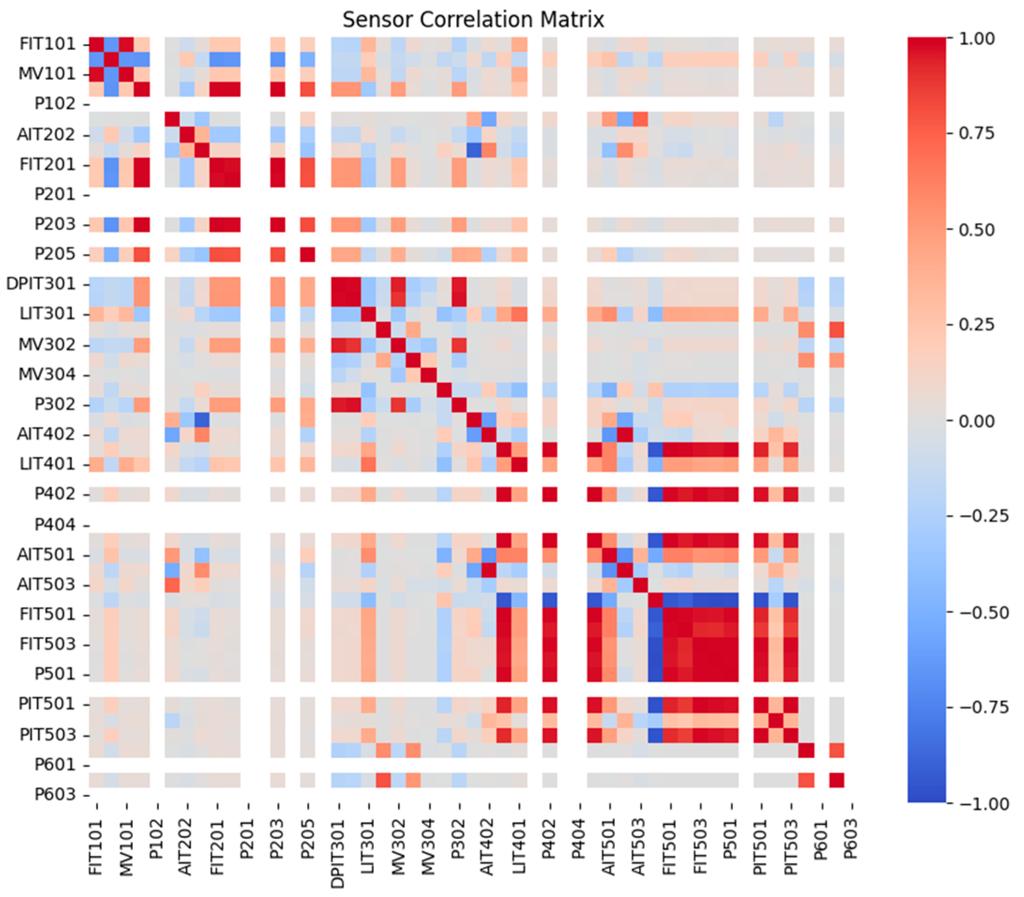 Sensor Correlation Matrix
FIT101
MV101
P102
AIT202
FIT201
P201
P203
P205
DPIT301
LIT301
MV302
MV304
P302
AIT402
LIT401
P402
P404
AIT501
AIT503
FIT501
FIT503
P501
PIT501
PIT503
P601
P603
FIT101
MV101
P102
AIT202
FIT201
P201
P203
P205
DPIT301
LIT301
MV302
MV304
P302
AIT402
LIT401
P402
P404
AIT501
AIT503
FIT501
FIT503
P501
PIT501
PIT503
P601
P603
1.00
0.75
0.50
0.25
0.00
−0.25
−0.50
−0.75
−1.00